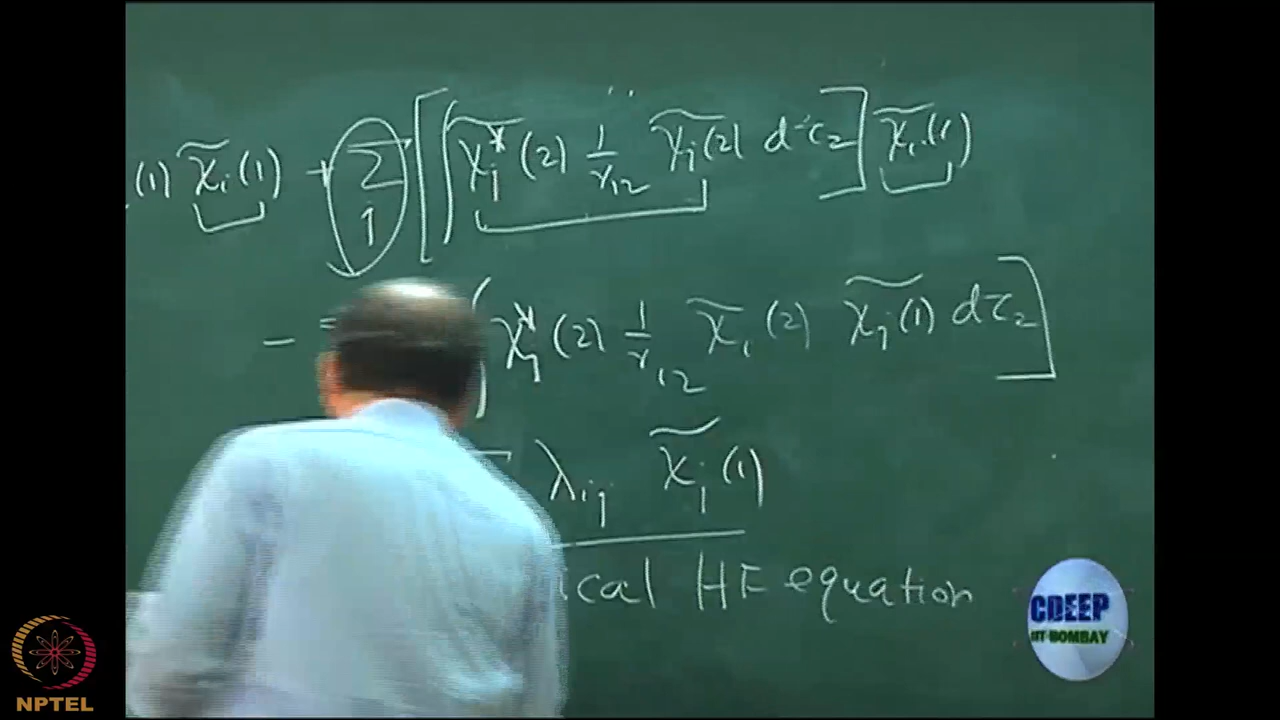 (1) χ̃ᵢ(1) + Σⱼ [∫ χ̃ⱼ*(2) 1/r₁₂ χ̃ⱼ(2) dτ₂] χ̃ᵢ(1)
- χⱼ*(2) 1/r₁₂ χ̃ᵢ(2) χ̃ⱼ(1) dτ₂]
λᵢⱼ χ̃ⱼ(1)
ical HF equation
CDEEP
IIT BOMBAY
NPTEL